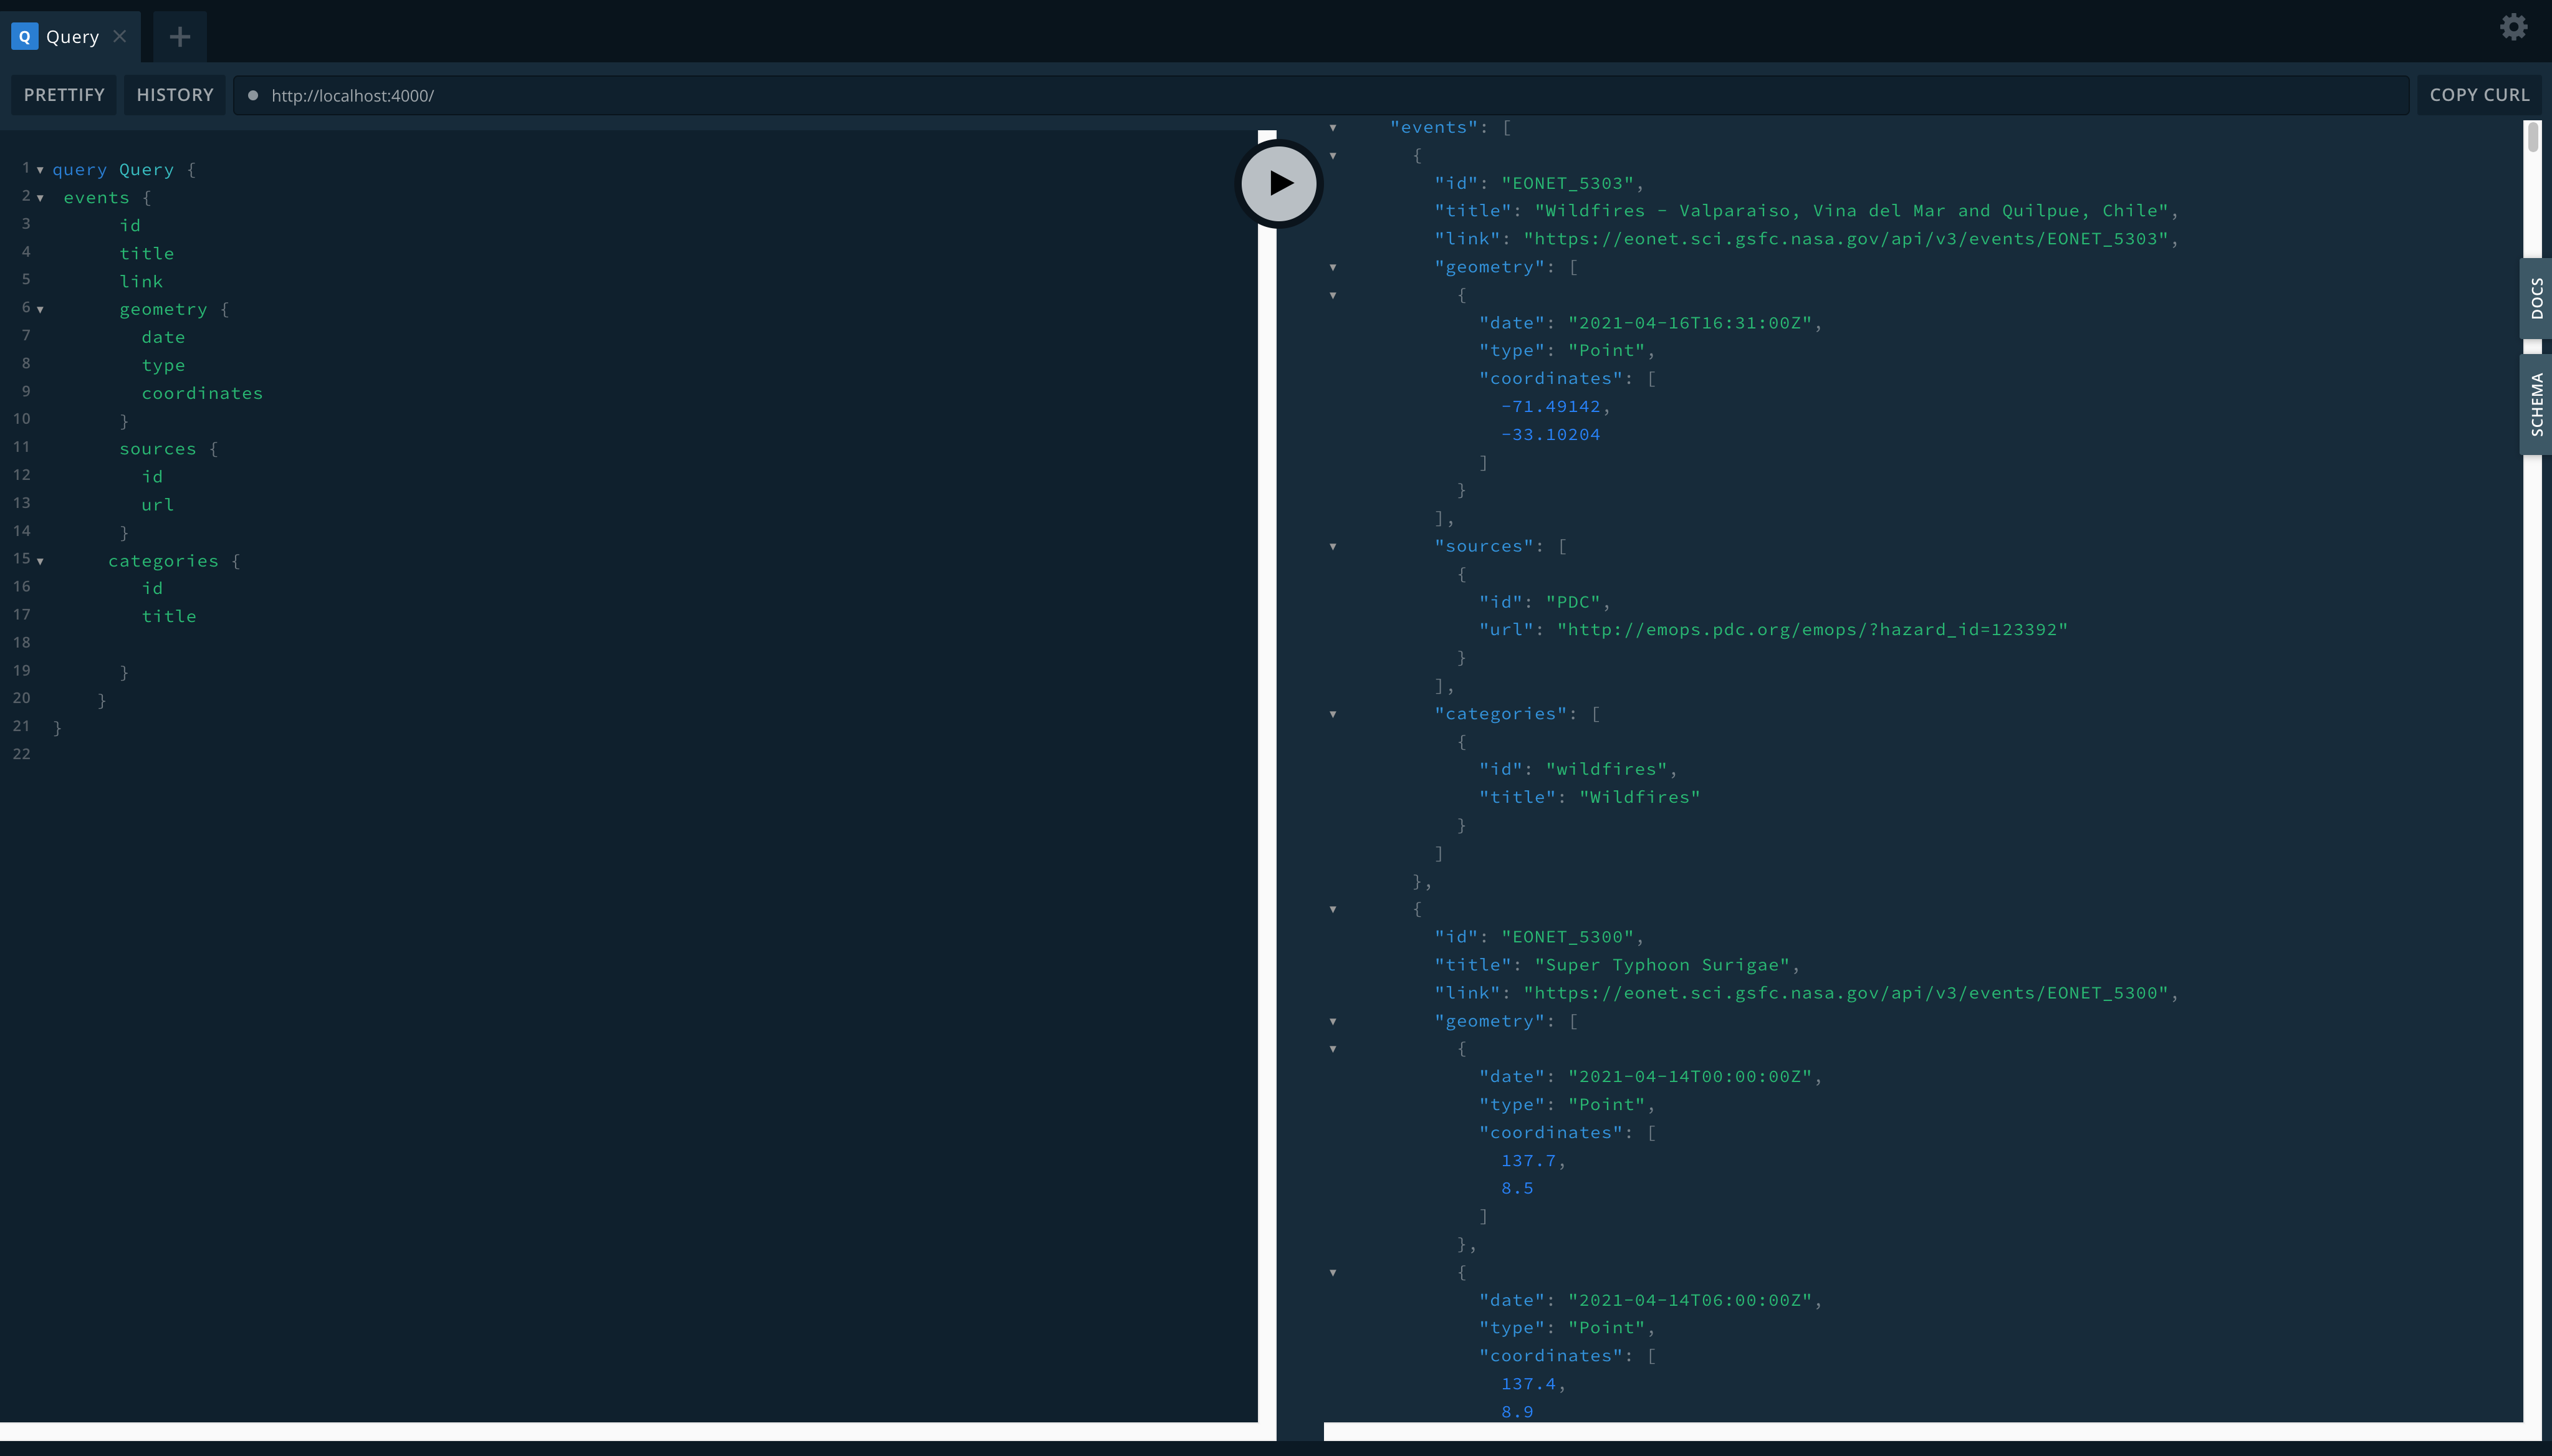 Q Query
PRETTIFY HISTORY http://localhost:4000/ COPY CURL
1 query Query {
2 events {
3 id
4 title
5 link
6 geometry {
7 date
8 type
9 coordinates
10 }
11 sources {
12 id
13 url
14 }
15 categories {
16 id
17 title
18
19 }
20 }
21 }
22
"events": [
{
"id": "EONET_5303",
"title": "Wildfires - Valparaiso, Vina del Mar and Quilpue, Chile",
"link": "https://eonet.sci.gsfc.nasa.gov/api/v3/events/EONET_5303",
"geometry": [
{
"date": "2021-04-16T16:31:00Z",
"type": "Point",
"coordinates": [
-71.49142,
-33.10204
]
}
],
"sources": [
{
"id": "PDC",
"url": "http://emops.pdc.org/emops/?hazard_id=123392"
}
],
"categories": [
{
"id": "wildfires",
"title": "Wildfires"
}
]
},
{
"id": "EONET_5300",
"title": "Super Typhoon Surigae",
"link": "https://eonet.sci.gsfc.nasa.gov/api/v3/events/EONET_5300",
"geometry": [
{
"date": "2021-04-14T00:00:00Z",
"type": "Point",
"coordinates": [
137.7,
8.5
]
},
{
"date": "2021-04-14T06:00:00Z",
"type": "Point",
"coordinates": [
137.4,
8.9
DOCS
SCHEMA